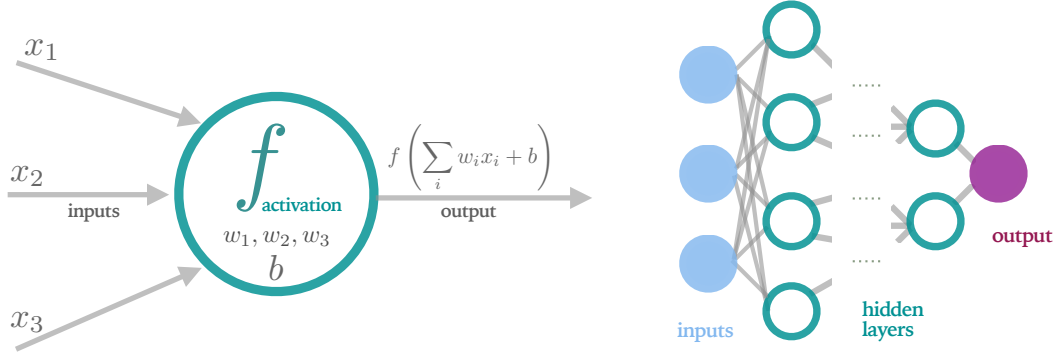 x₁
x₂
inputs
x₃
f
activation
w₁, w₂, w₃
b
f(∑ᵢ wᵢxᵢ + b)
output
.....
.....
.....
.....
inputs
hidden
layers
output